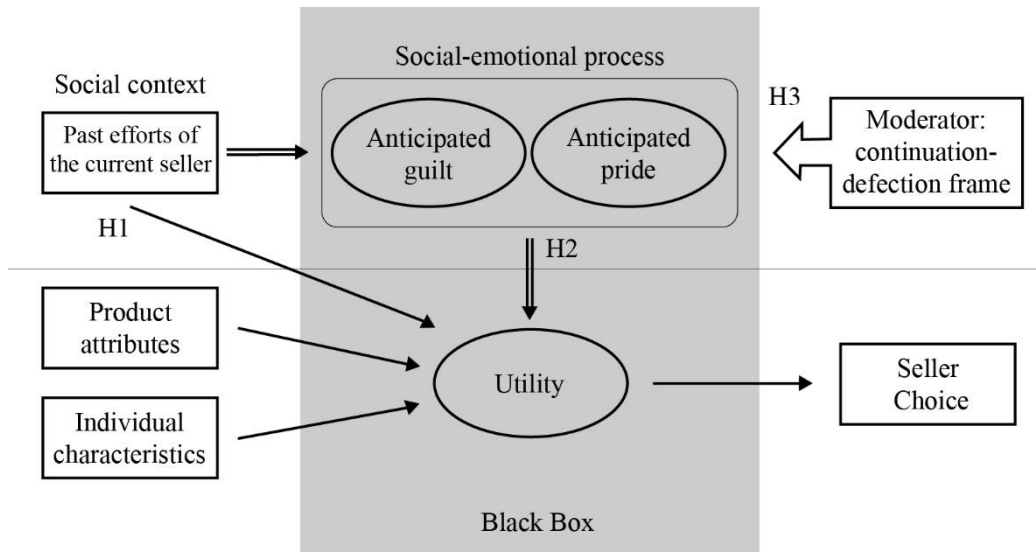 Social-emotional process
Social context
Past efforts of
the current seller
Anticipated
guilt
Anticipated
pride
H3
Moderator:
continuation-
defection frame
H1
H2
Product
attributes
Utility
Seller
Choice
Individual
characteristics
Black Box